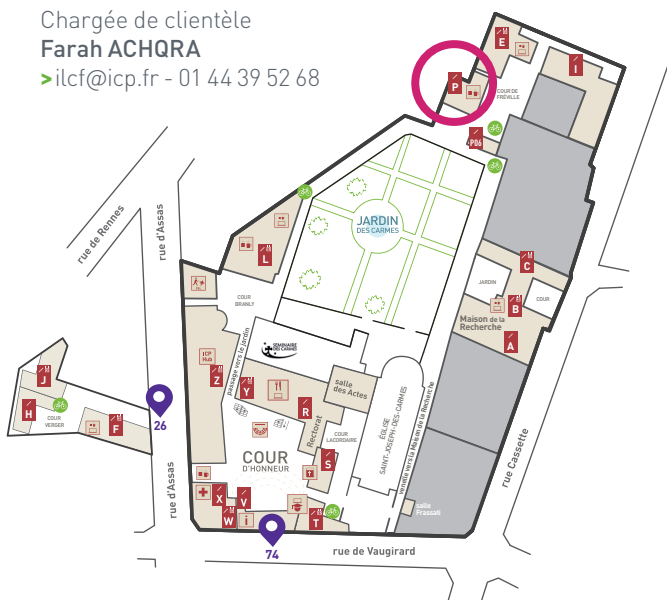 Chargée de clientèle
Farah ACHQRA
> ilcf@icp.fr - 01 44 39 52 68
E
I
P
COUR DE
FRÉVILLE
P06
rue de Rennes
rue d'Assas
JARDIN
DES CARMES
L
COUR
BRANLY
C
JARDIN
COUR
B
Maison de la
Recherche
A
SEMINAIRE
DES CARMES
passage vers le jardin
ICP
Hub
Z
Y
salle
des Actes
R
Rectorat
COUR
LACORDAIRE
ÉGLISE
SAINT-JOSEPH-DES-CARMES
venelle vers la Maison de la Recherche
J
H
COUR
VERGER
F
26
COUR
D'HONNEUR
S
rue Cassette
rue d'Assas
X
V
W
i
T
salle
Frassati
74
rue de Vaugirard